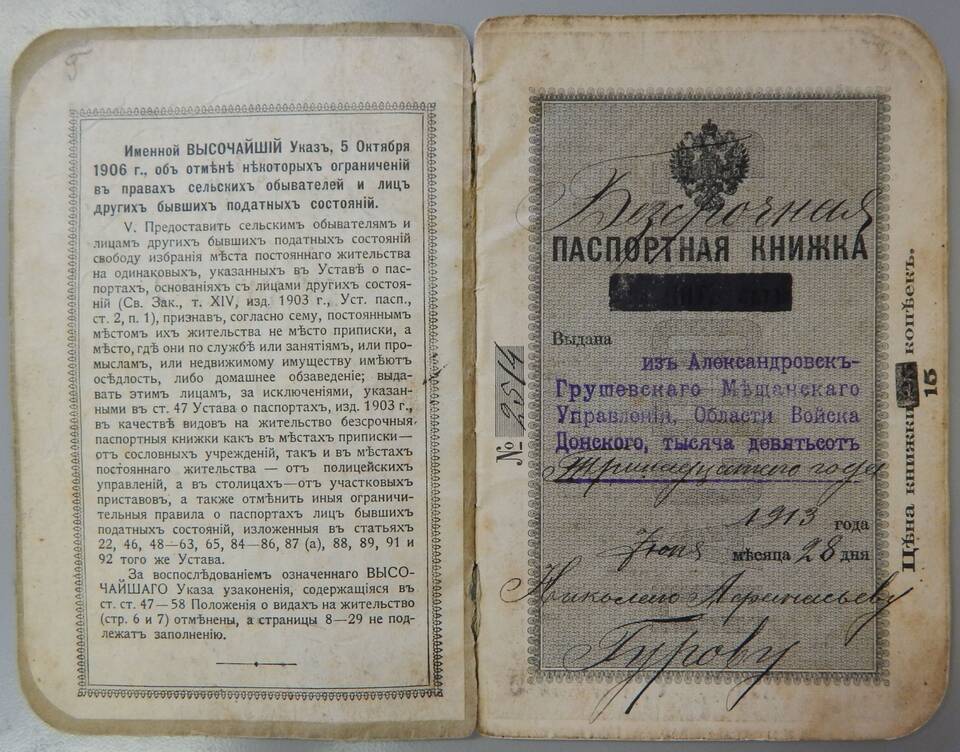 Именной ВЫСОЧАЙШІЙ Указъ, 5 Октября
1906 г., объ отмѣнѣ нѣкоторыхъ ограниченій
въ правахъ сельскихъ обывателей и лицъ
другихъ бывшихъ податныхъ состояній.
V. Предоставить сельскимъ обывателямъ и
лицамъ другихъ бывшихъ податныхъ состояній
свободу избранія мѣста постояннаго жительства
на одинаковыхъ, указанныхъ въ Уставѣ о пас-
портахъ, основаніяхъ съ лицами другихъ состоя-
ній (Св. Зак., т. XIV, изд. 1903 г., Уст. пасп.,
ст. 2, п. 1), признавъ, согласно сему, постояннымъ
мѣстомъ ихъ жительства не мѣсто приписки, а
мѣсто, гдѣ они по службѣ или занятіямъ, или про-
мысламъ, или недвижимому имуществу имѣютъ
осѣдлость, либо домашнее обзаведеніе; выда-
вать этимъ лицамъ, за исключеніями, указан-
ными въ ст. 47 Устава о паспортахъ, изд. 1903 г.,
въ качествѣ видовъ на жительство безсрочныя
паспортныя книжки какъ въ мѣстахъ приписки—
отъ сословныхъ учрежденій, такъ и въ мѣстахъ
постояннаго жительства — отъ полицейскихъ
управленій, а въ столицахъ—отъ участковыхъ
приставовъ, а также отмѣнить иныя ограничи-
тельныя правила о паспортахъ лицъ бывшихъ
податныхъ состояній, изложенныя въ статьяхъ
22, 46, 48—63, 65, 84—86, 87 (а), 88, 89, 91 и
92 того же Устава.
За воспослѣдованіемъ означеннаго ВЫСО-
ЧАЙШАГО Указа узаконенія, содержащіяся въ
ст. ст. 47—58 Положенія о видахъ на жительство
(стр. 6 и 7) отмѣнены, а страницы 8—29 не под-
лежатъ заполненію.
Безсрочная
ПАСПОРТНАЯ КНИЖКА
Выдана
изъ Александровскъ-
Грушевскаго Мѣщанскаго
Управленія, Области Войска
Донского, тысяча девятьсотъ
тринадцатаго года
1913 года
Іюня мѣсяца 28 дня
Николаю Афанасьеву
Гурову
№ 2514
Цѣна книжки 15 копѣекъ.